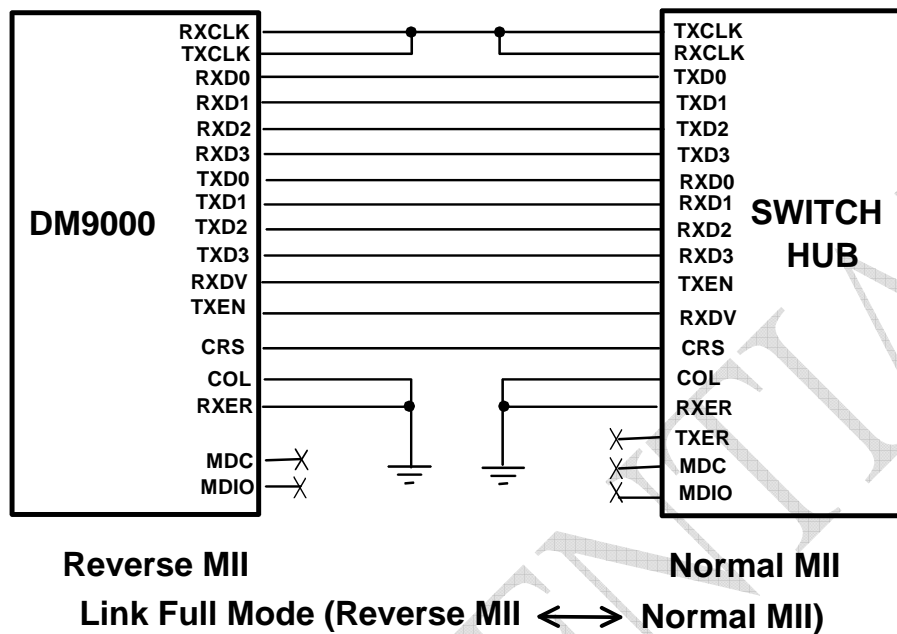 RXCLK TXCLK
TXCLK RXCLK
RXD0 TXD0
RXD1 TXD1
RXD2 TXD2
RXD3 TXD3
TXD0 RXD0
TXD1 RXD1
DM9000 TXD2 RXD2 SWITCH
TXD3 RXD3 HUB
RXDV TXEN
TXEN RXDV
CRS CRS
COL COL
RXER RXER
TXER
MDC MDC
MDIO MDIO
Reverse MII Normal MII
Link Full Mode (Reverse MII ⟷ Normal MII)